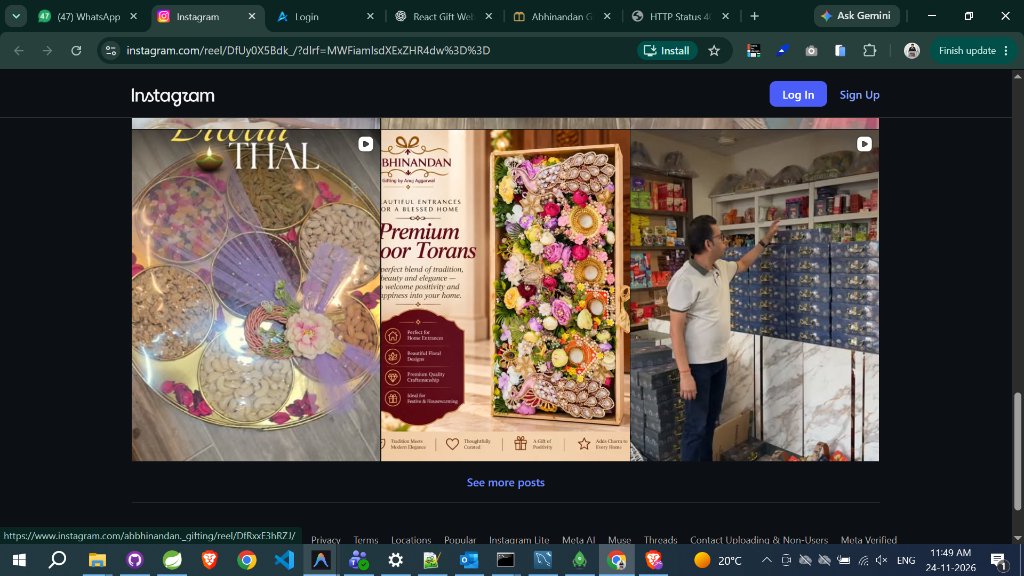 47 (47) WhatsApp
Instagram
Login
React Gift Web
Abhinandan G
HTTP Status 4
Ask Gemini
instagram.com/reel/DfUy0X5Bdk_/?dlrf=MWFiamlsdXExZHR4dw%3D%3D
Install
Finish update
Instagram
Log In
Sign Up
Diwali
THAL
BHINANDAN
Gifting by Anuj Aggarwal
EAUTIFUL ENTRANCES
OR A BLESSED HOME
Premium
oor Torans
perfect blend of tradition,
beauty and elegance —
o welcome positivity and
appiness into your home.
Perfect for
Home Entrances
Beautiful Floral
Designs
Premium Quality
Craftsmanship
Ideal for
Festive & Housewarming
Tradition Meets
Modern Elegance
Thoughtfully
Curated
A Gift of
Positivity
Adds Charm to
Every Home
See more posts
https://www.instagram.com/abbhinandan._gifting/reel/DfRxxF3hRZJ/
Privacy
Terms
Locations
Popular
Instagram Lite
Meta AI
Muse
Threads
Contact Uploading & Non-Users
Meta Verified
20°C
ENG
11:49 AM
24-11-2026
1